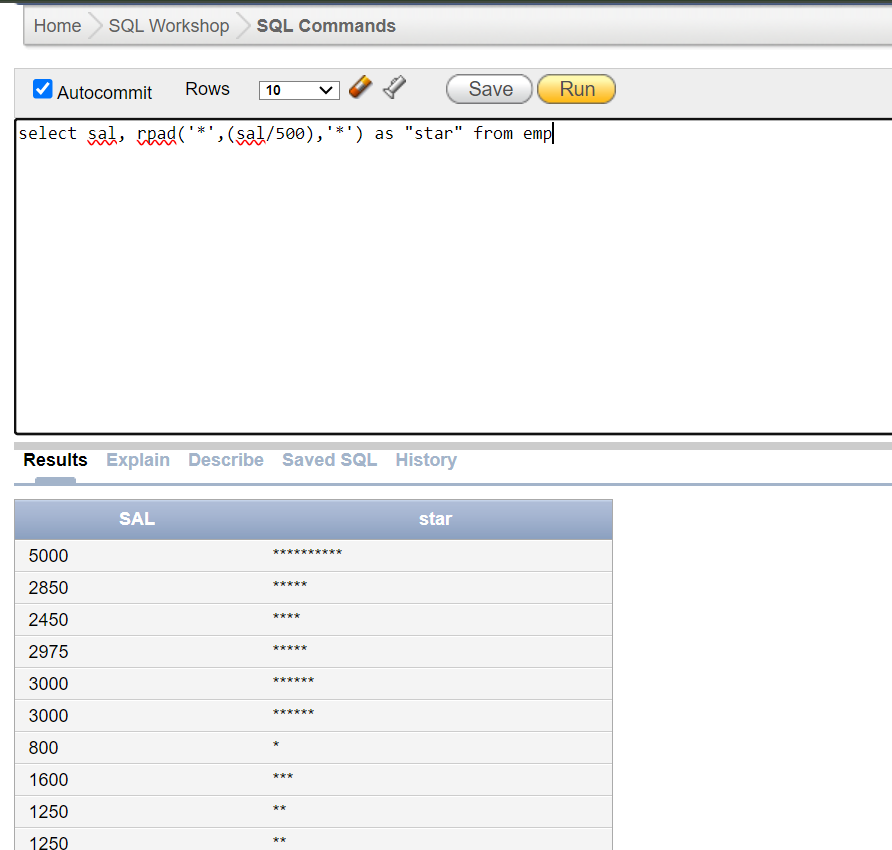 Home SQL Workshop SQL Commands
Autocommit Rows 10 Save Run
select sal, rpad('*',(sal/500),'*') as "star" from emp
Results Explain Describe Saved SQL History
SAL star
5000 **********
2850 *****
2450 ****
2975 *****
3000 ******
3000 ******
800 *
1600 ***
1250 **
1250 **